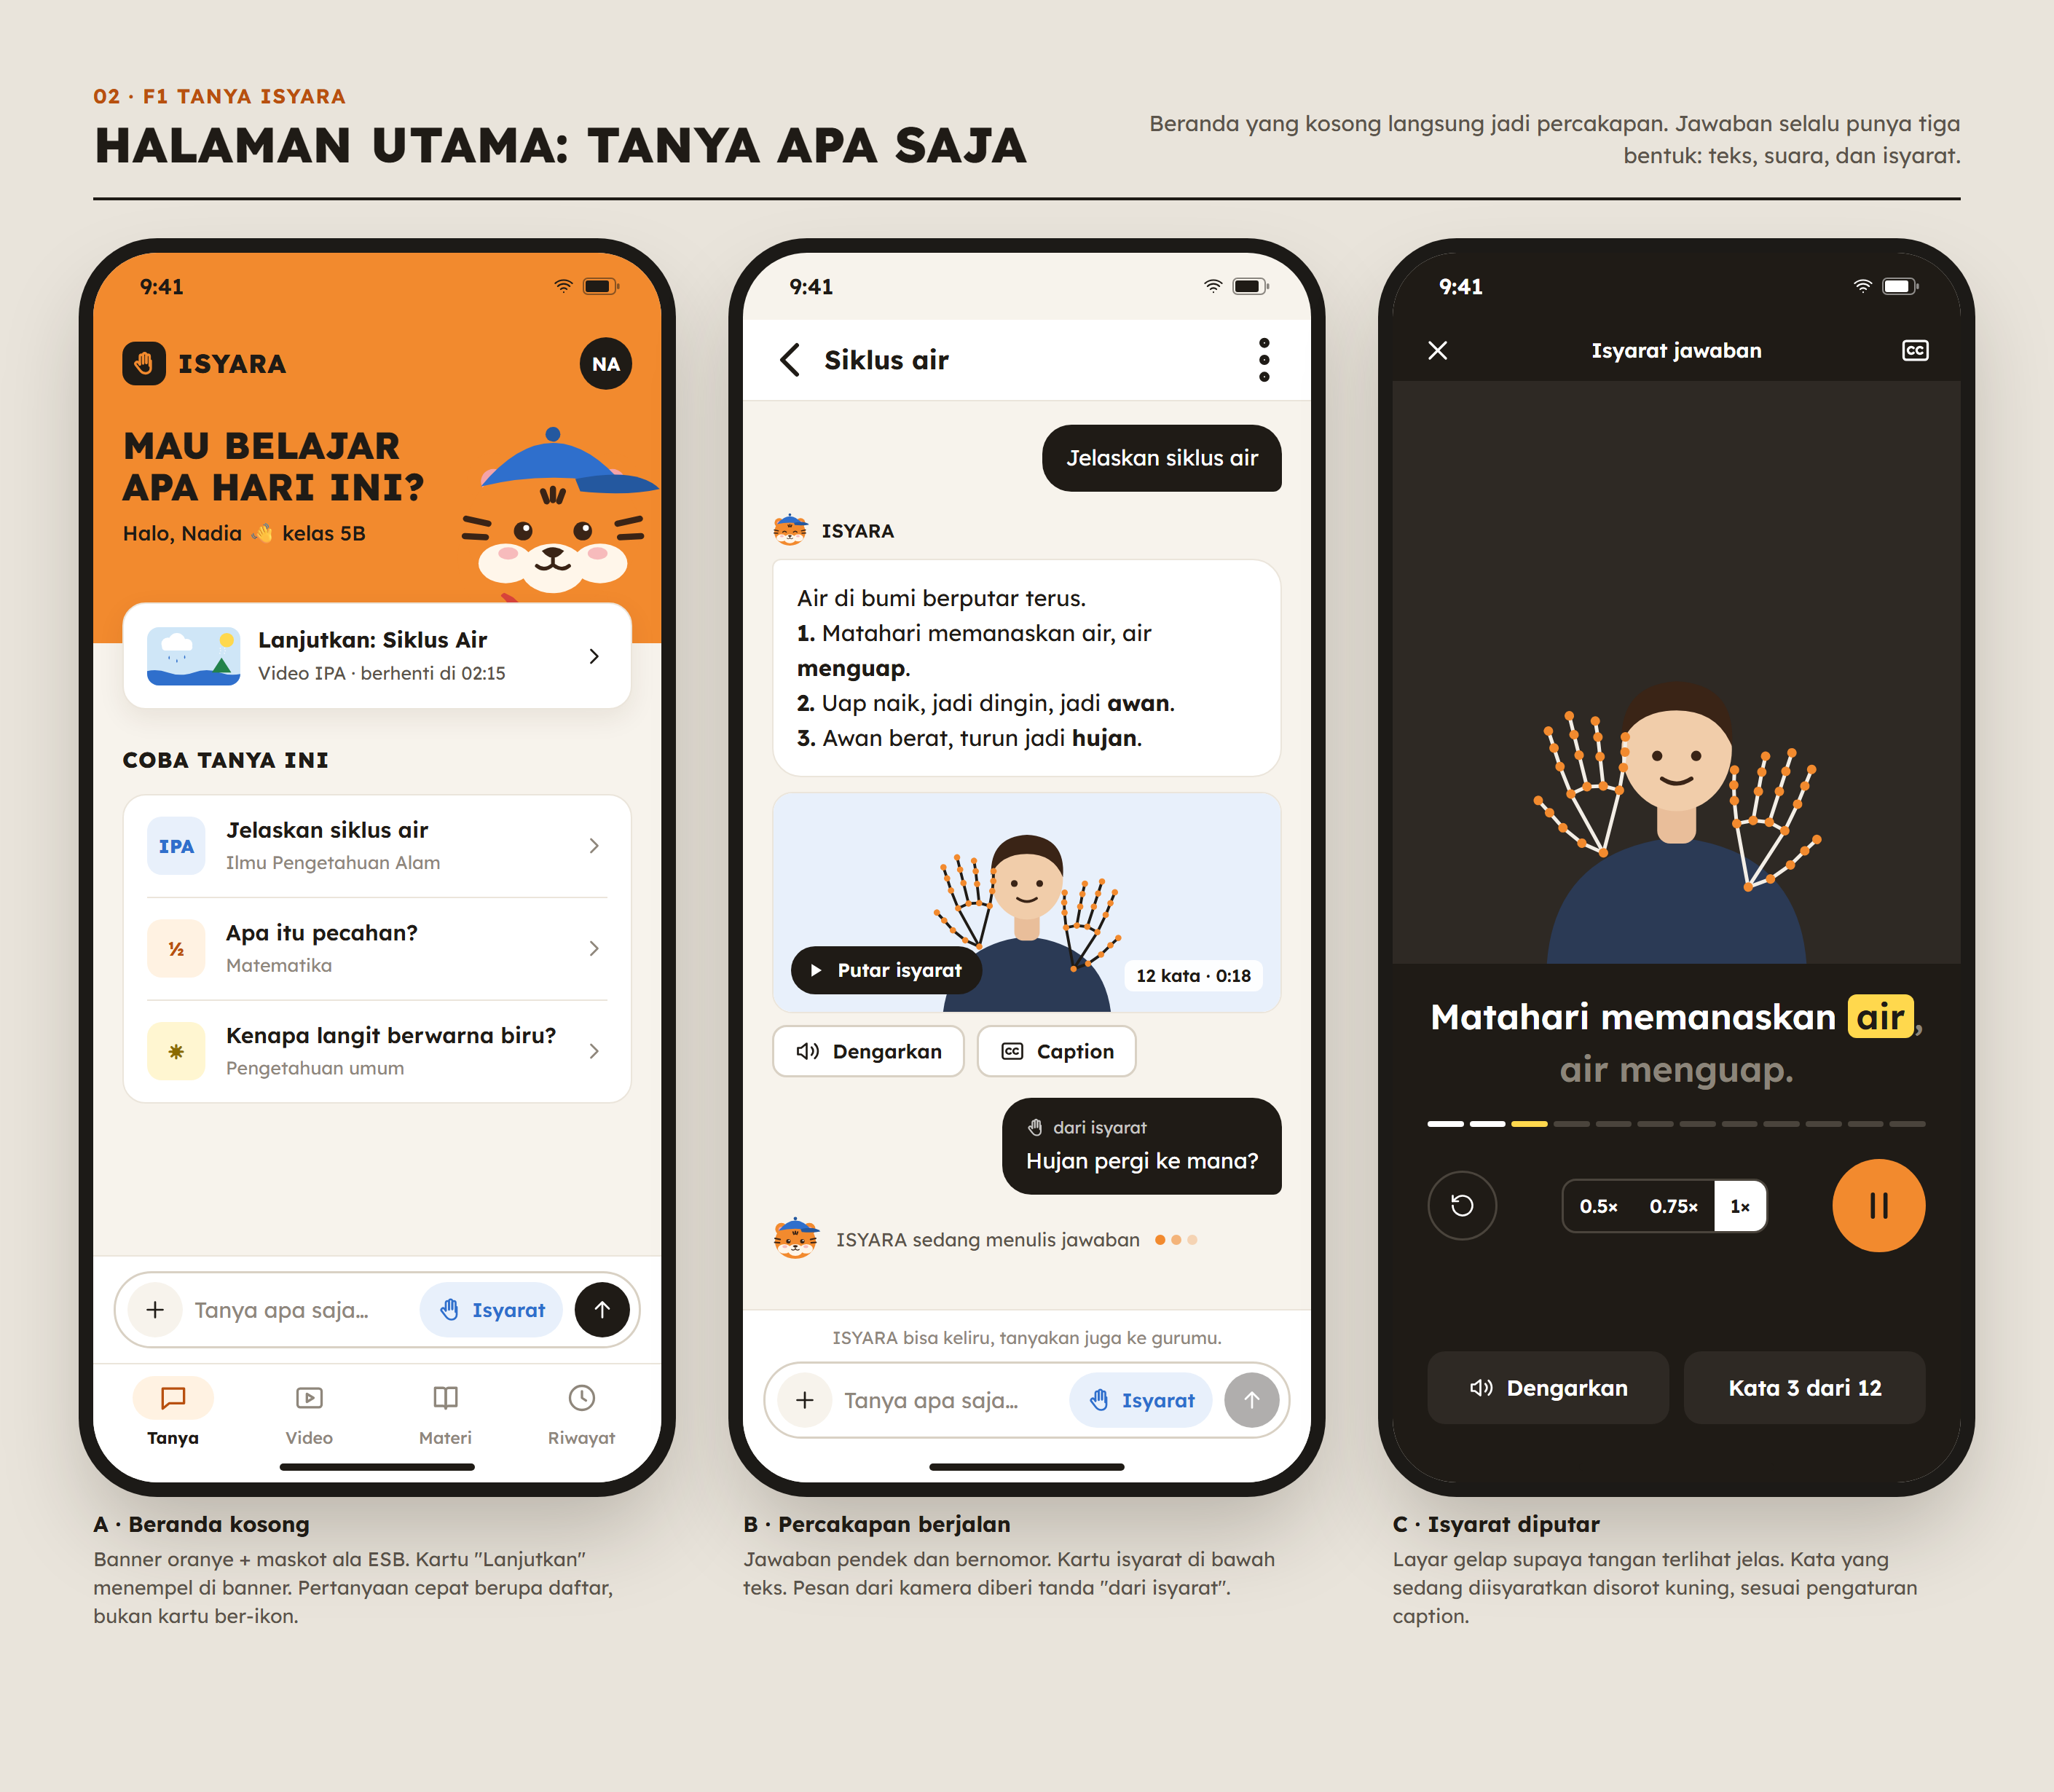 02 · F1 TANYA ISYARA
HALAMAN UTAMA: TANYA APA SAJA
Beranda yang kosong langsung jadi percakapan. Jawaban selalu punya tiga
bentuk: teks, suara, dan isyarat.
9:41
ISYARA
NA
MAU BELAJAR
APA HARI INI?
Halo, Nadia 👋 kelas 5B
Lanjutkan: Siklus Air
Video IPA · berhenti di 02:15
COBA TANYA INI
IPA
Jelaskan siklus air
Ilmu Pengetahuan Alam
½
Apa itu pecahan?
Matematika
Kenapa langit berwarna biru?
Pengetahuan umum
Tanya apa saja...
Isyarat
Tanya
Video
Materi
Riwayat
A · Beranda kosong
Banner oranye + maskot ala ESB. Kartu "Lanjutkan"
menempel di banner. Pertanyaan cepat berupa daftar,
bukan kartu ber-ikon.
9:41
Siklus air
Jelaskan siklus air
ISYARA
Air di bumi berputar terus.
1. Matahari memanaskan air, air
menguap.
2. Uap naik, jadi dingin, jadi awan.
3. Awan berat, turun jadi hujan.
Putar isyarat
12 kata · 0:18
Dengarkan
CC Caption
dari isyarat
Hujan pergi ke mana?
ISYARA sedang menulis jawaban
ISYARA bisa keliru, tanyakan juga ke gurumu.
Tanya apa saja...
Isyarat
B · Percakapan berjalan
Jawaban pendek dan bernomor. Kartu isyarat di bawah
teks. Pesan dari kamera diberi tanda "dari isyarat".
9:41
Isyarat jawaban
CC
Matahari memanaskan air,
air menguap.
0.5×
0.75×
1×
Dengarkan
Kata 3 dari 12
C · Isyarat diputar
Layar gelap supaya tangan terlihat jelas. Kata yang
sedang diisyaratkan disorot kuning, sesuai pengaturan
caption.